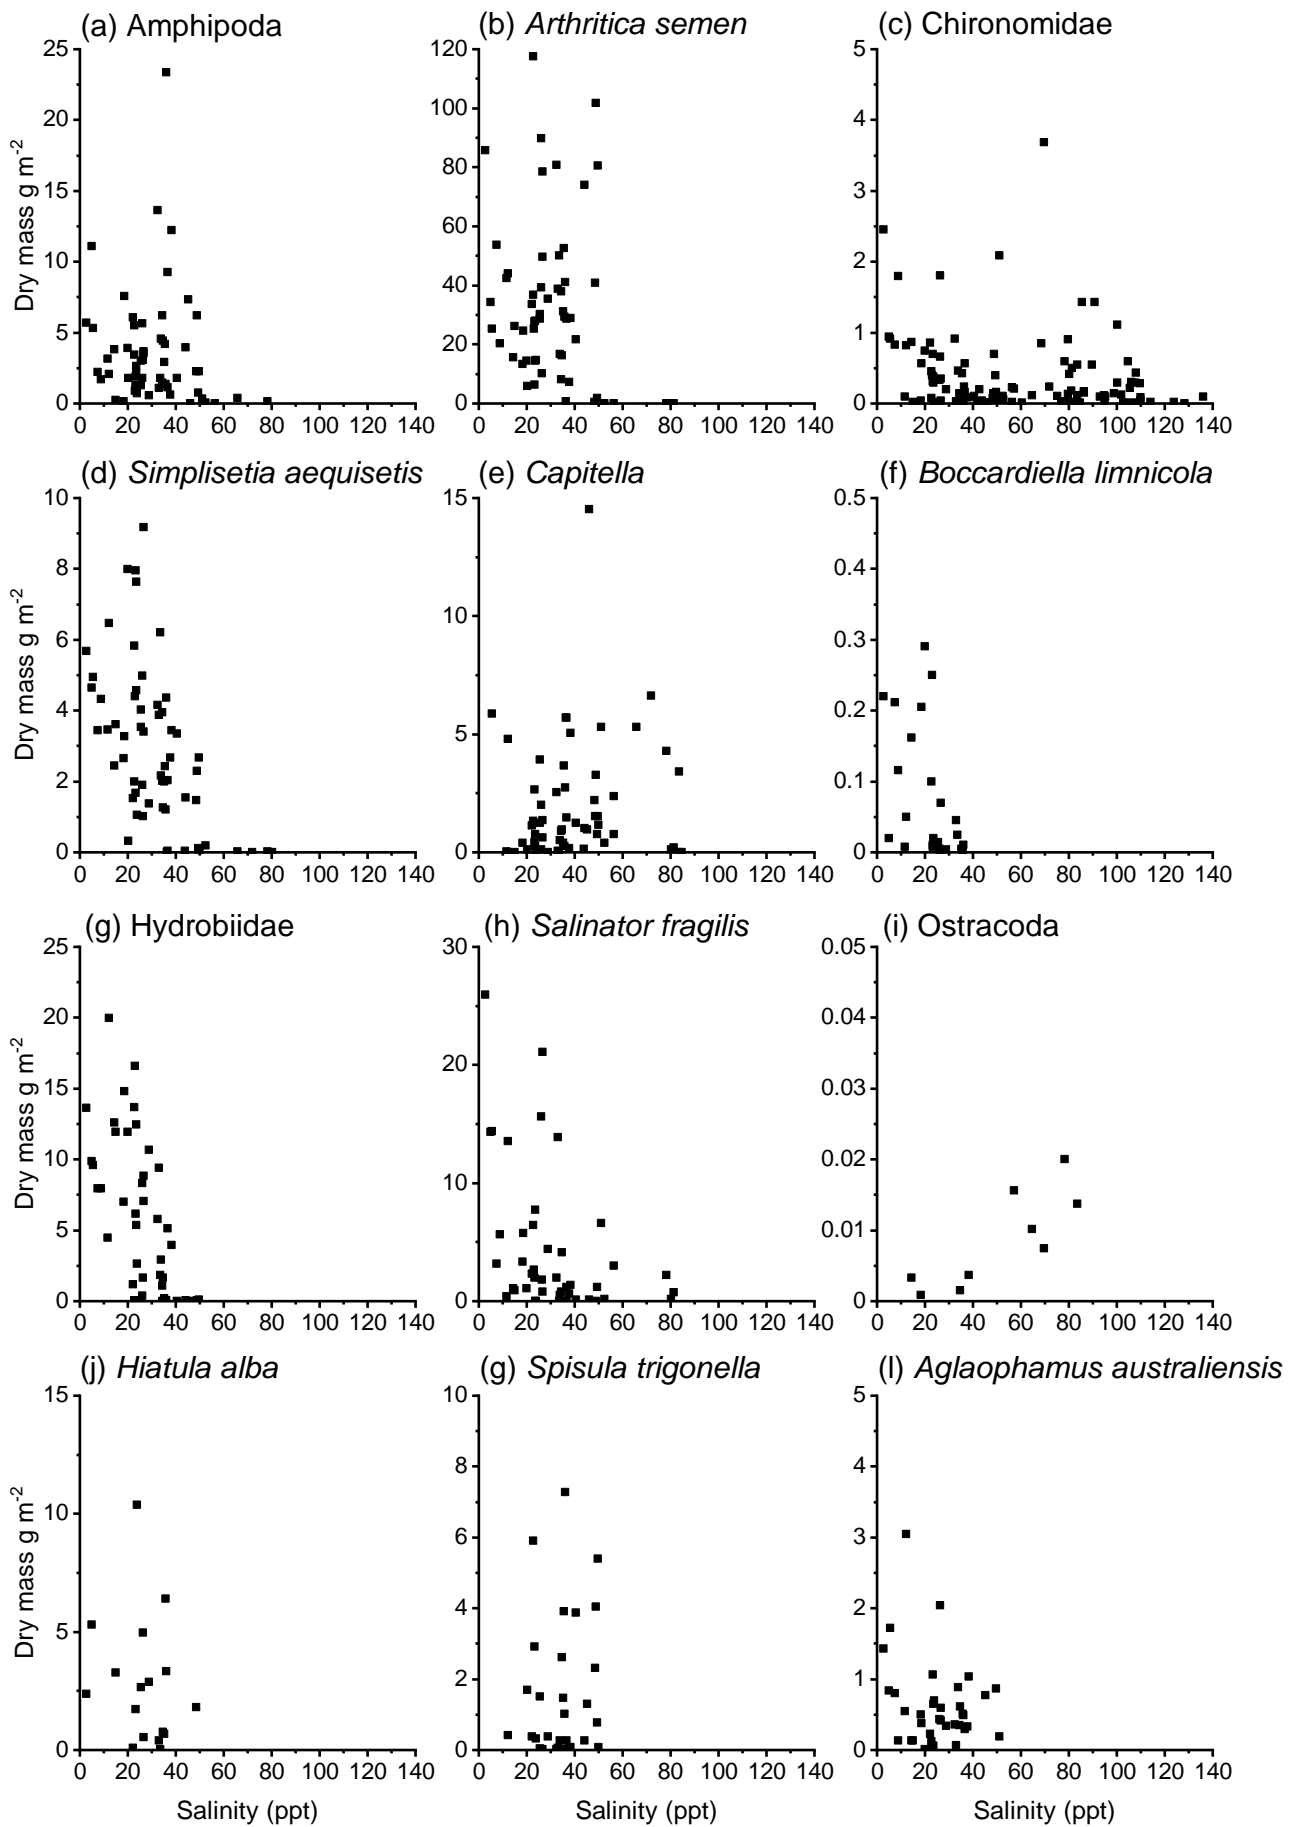 (a) Amphipoda
(b) Arthritica semen
(c) Chironomidae
25
20
15
10
5
0
0 20 40 60 80 100 120 140
Dry mass g m-2
120
100
80
60
40
20
0
0 20 40 60 80 100 120 140
5
4
3
2
1
0
0 20 40 60 80 100 120 140
(d) Simplisetia aequisetis
(e) Capitella
(f) Boccardiella limnicola
10
8
6
4
2
0
0 20 40 60 80 100 120 140
Dry mass g m-2
15
10
5
0
0 20 40 60 80 100 120 140
0.5
0.4
0.3
0.2
0.1
0
0 20 40 60 80 100 120 140
(g) Hydrobiidae
(h) Salinator fragilis
(i) Ostracoda
25
20
15
10
5
0
0 20 40 60 80 100 120 140
Dry mass g m-2
30
20
10
0
0 20 40 60 80 100 120 140
0.05
0.04
0.03
0.02
0.01
0
0 20 40 60 80 100 120 140
(j) Hiatula alba
(g) Spisula trigonella
(l) Aglaophamus australiensis
15
10
5
0
0 20 40 60 80 100 120 140
Dry mass g m-2
Salinity (ppt)
10
8
6
4
2
0
0 20 40 60 80 100 120 140
Salinity (ppt)
5
4
3
2
1
0
0 20 40 60 80 100 120 140
Salinity (ppt)